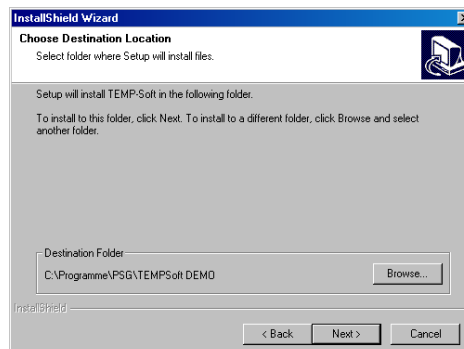 InstallShield Wizard
Choose Destination Location
Select folder where Setup will install files.
Setup will install TEMP-Soft in the following folder.
To install to this folder, click Next. To install to a different folder, click Browse and select
another folder.
Destination Folder
C:\Programme\PSG\TEMPSoft DEMO
Browse...
InstallShield
< Back
Next >
Cancel